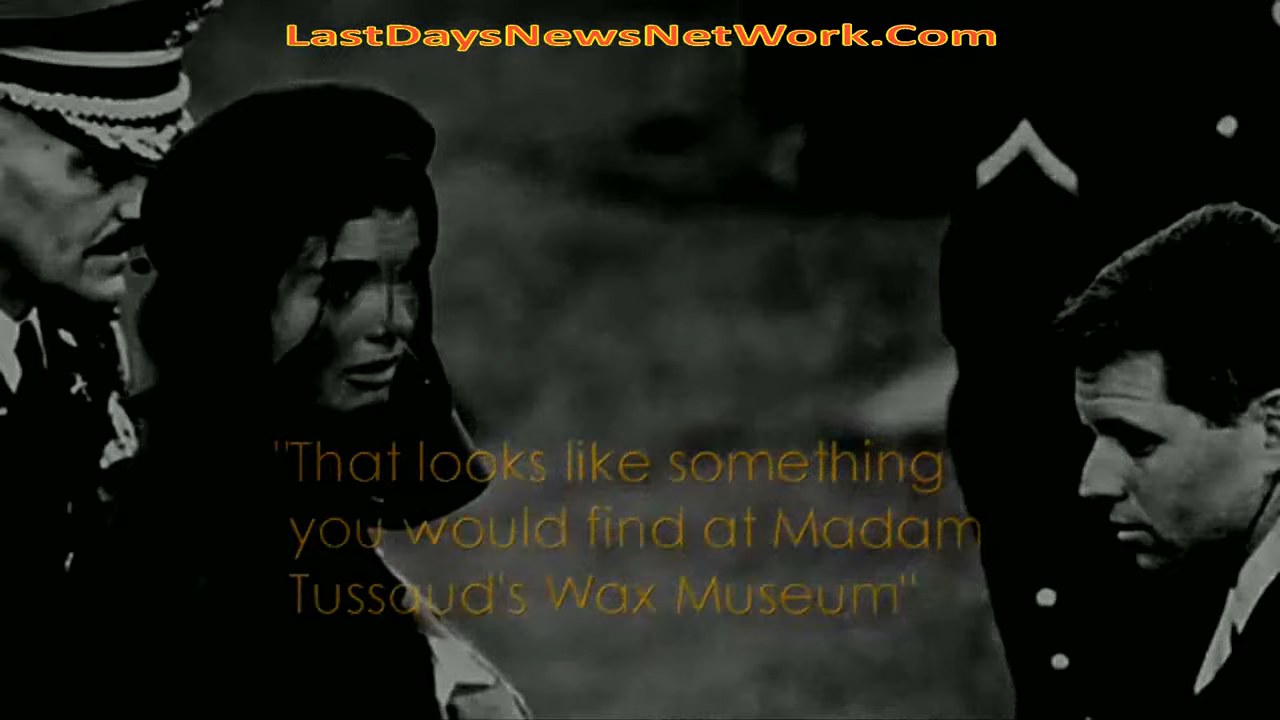 LastDaysNewsNetWork.Com
"That looks like something
you would find at Madam
Tussaud's Wax Museum"